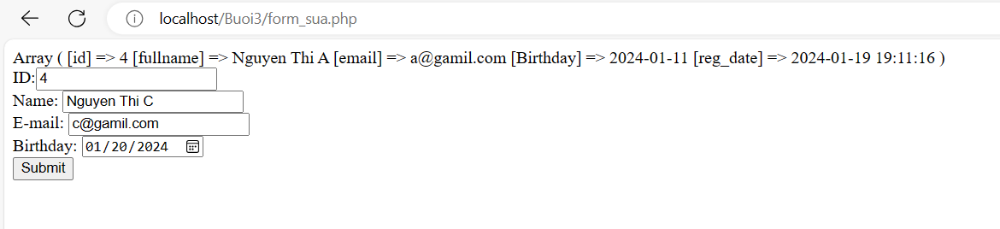 localhost/Buoi3/form_sua.php
Array ( [id] => 4 [fullname] => Nguyen Thi A [email] => a@gamil.com [Birthday] => 2024-01-11 [reg_date] => 2024-01-19 19:11:16 )
ID: 4
Name: Nguyen Thi C
E-mail: c@gamil.com
Birthday: 01/20/2024
Submit